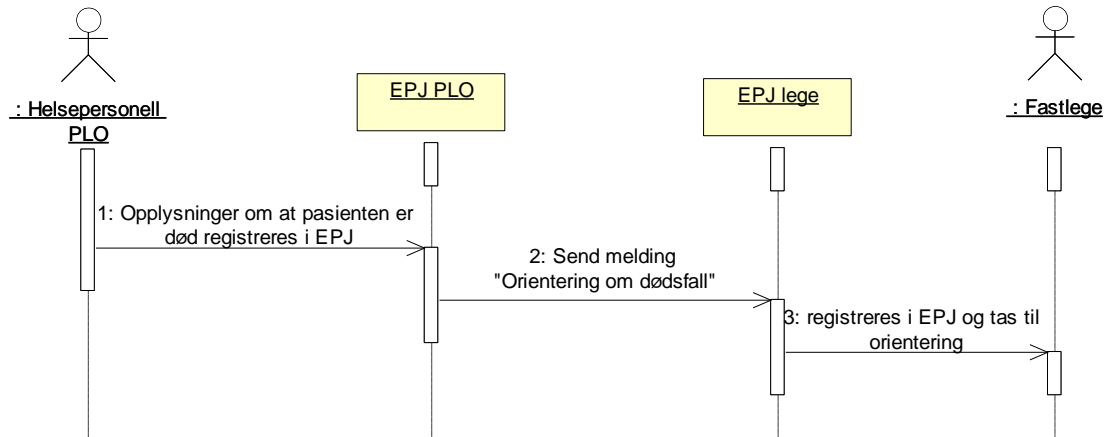 : Helsepersonell
PLO
EPJ PLO
EPJ lege
: Fastlege
1: Opplysninger om at pasienten er
død registreres i EPJ
2: Send melding
"Orientering om dødsfall"
3: registreres i EPJ og tas til
orientering